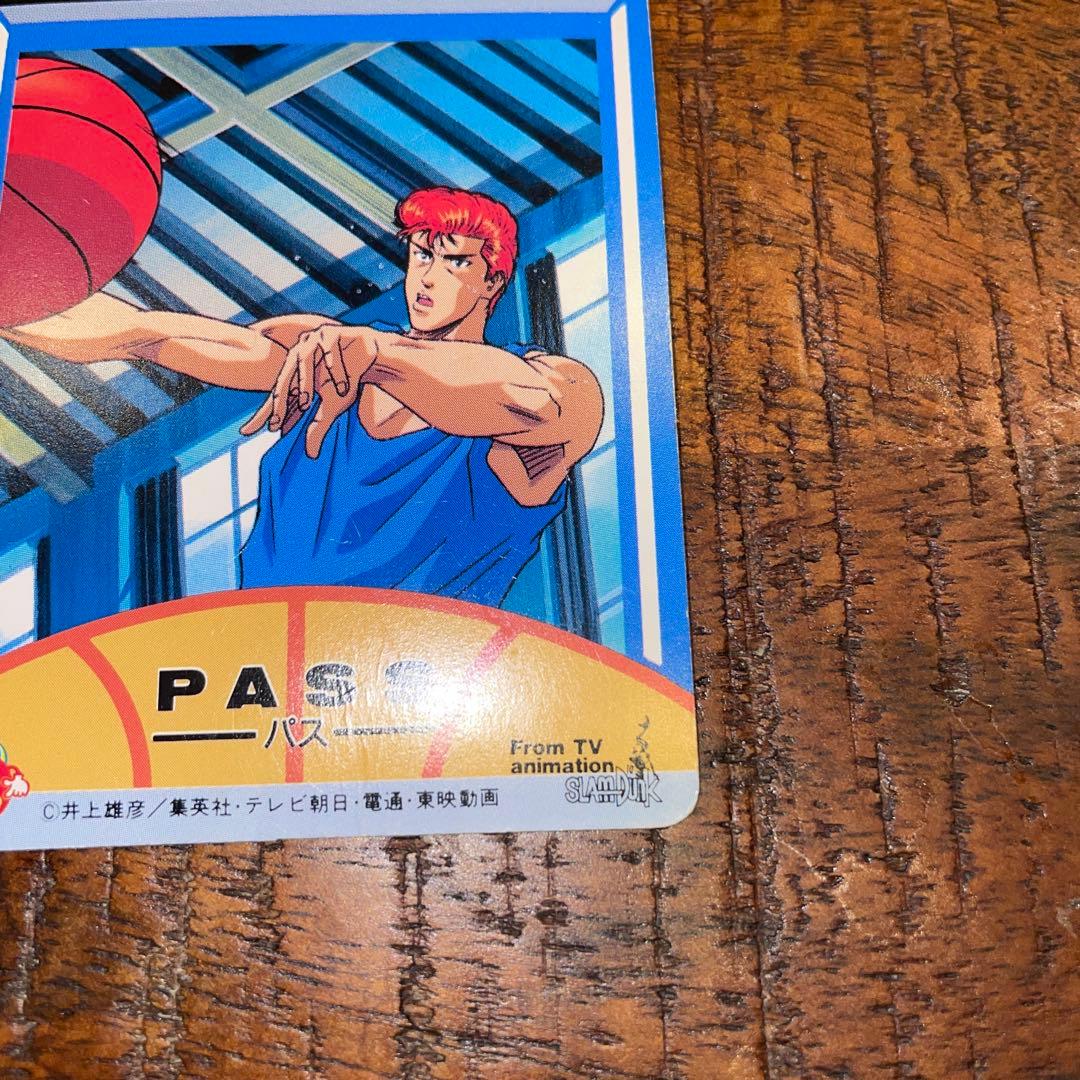 PASS
パス
From TV
animation
SLAM DUNK
©井上雄彦/集英社・テレビ朝日・電通・東映動画